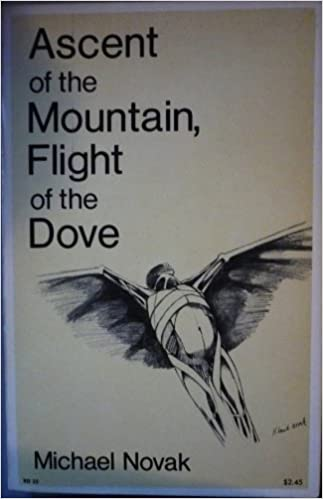 Ascent
of the
Mountain,
Flight
of the
Dove
Michael Novak
$2.45